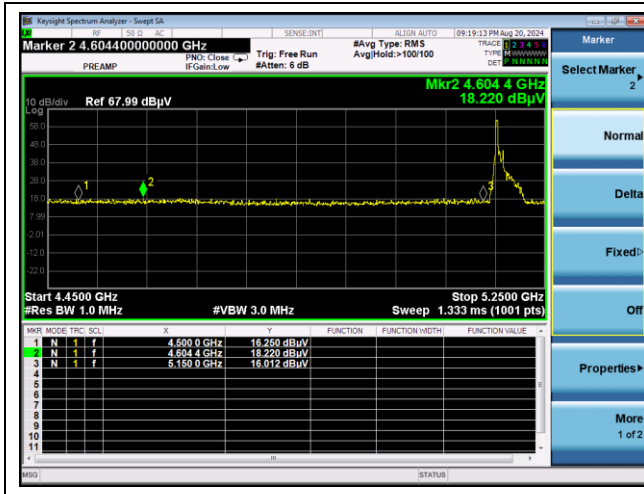 Keysight Spectrum Analyzer - Swept SA
RF 50 Ω AC SENSE:INT ALIGN AUTO 09:19:13 PM Aug 20, 2024
Marker 2 4.604400000000 GHz
PREAMP
PNO: Close
IFGain:Low
Trig: Free Run
#Atten: 6 dB
#Avg Type: RMS
Avg|Hold:>100/100
TRACE 1 2 3 4 5 6
TYPE M W W W W W
DET P N N N N N
Mkr2 4.604 4 GHz
18.220 dBµV
10 dB/div Ref 67.99 dBµV
Log
58.0
48.0
38.0
28.0
18.0
7.99
-2.01
-12.0
-22.0
1
2
3
Start 4.4500 GHz Stop 5.2500 GHz
#Res BW 1.0 MHz #VBW 3.0 MHz Sweep 1.333 ms (1001 pts)
MKR MODE TRC SCL X Y FUNCTION FUNCTION WIDTH FUNCTION VALUE
1 N 1 f 4.500 0 GHz 16.250 dBµV
2 N 1 f 4.604 4 GHz 18.220 dBµV
3 N 1 f 5.150 0 GHz 16.012 dBµV
4
5
6
7
8
9
10
11
MSG STATUS
Marker
Select Marker
2
Normal
Delta
Fixed
Off
Properties
More
1 of 2